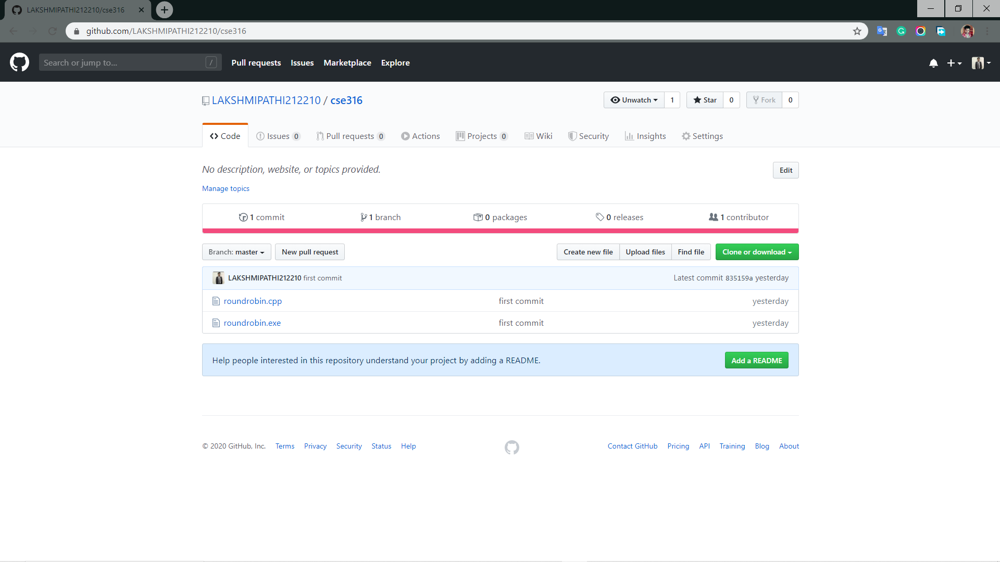 LAKSHMIPATHI212210/cse316
github.com/LAKSHMIPATHI212210/cse316
Search or jump to... / Pull requests Issues Marketplace Explore
LAKSHMIPATHI212210 / cse316 Unwatch 1 Star 0 Fork 0
Code Issues 0 Pull requests 0 Actions Projects 0 Wiki Security Insights Settings
No description, website, or topics provided. Edit
Manage topics
1 commit 1 branch 0 packages 0 releases 1 contributor
Branch: master New pull request Create new file Upload files Find file Clone or download
LAKSHMIPATHI212210 first commit Latest commit 835159a yesterday
roundrobin.cpp first commit yesterday
roundrobin.exe first commit yesterday
Help people interested in this repository understand your project by adding a README. Add a README
© 2020 GitHub, Inc. Terms Privacy Security Status Help Contact GitHub Pricing API Training Blog About